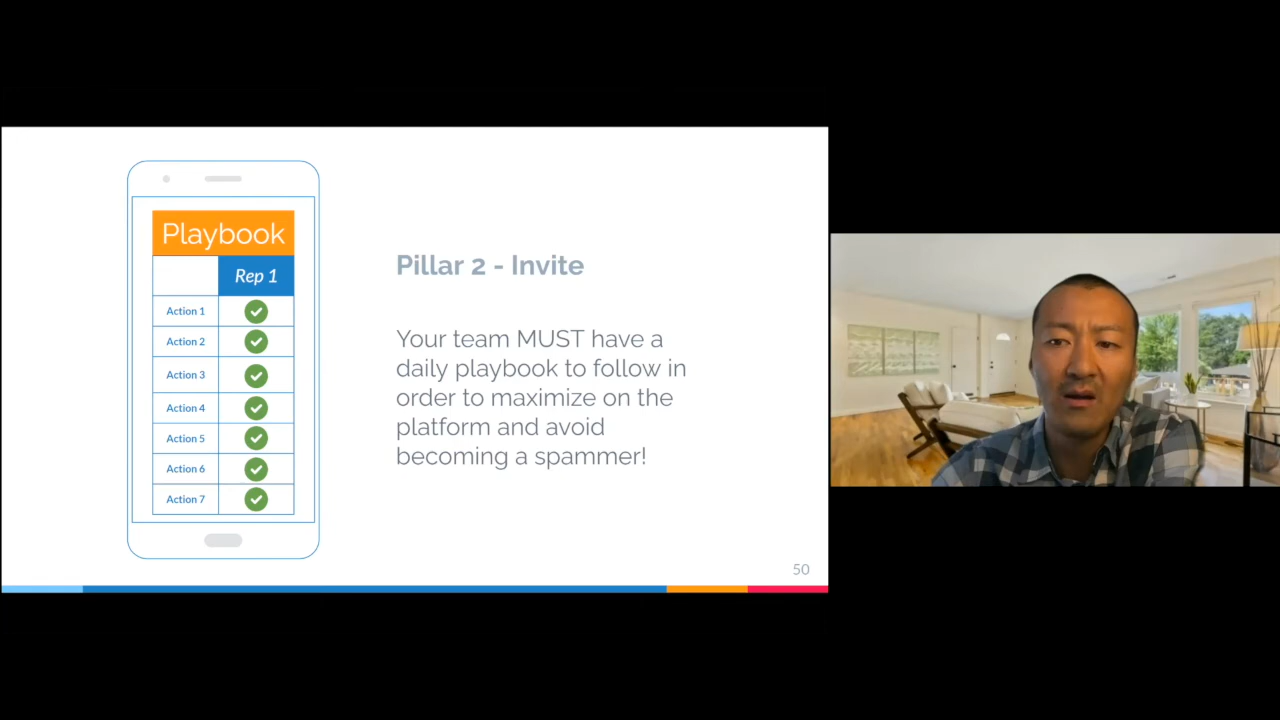 Playbook
Rep 1
Action 1
Action 2
Action 3
Action 4
Action 5
Action 6
Action 7
Pillar 2 - Invite
Your team MUST have a
daily playbook to follow in
order to maximize on the
platform and avoid
becoming a spammer!
50